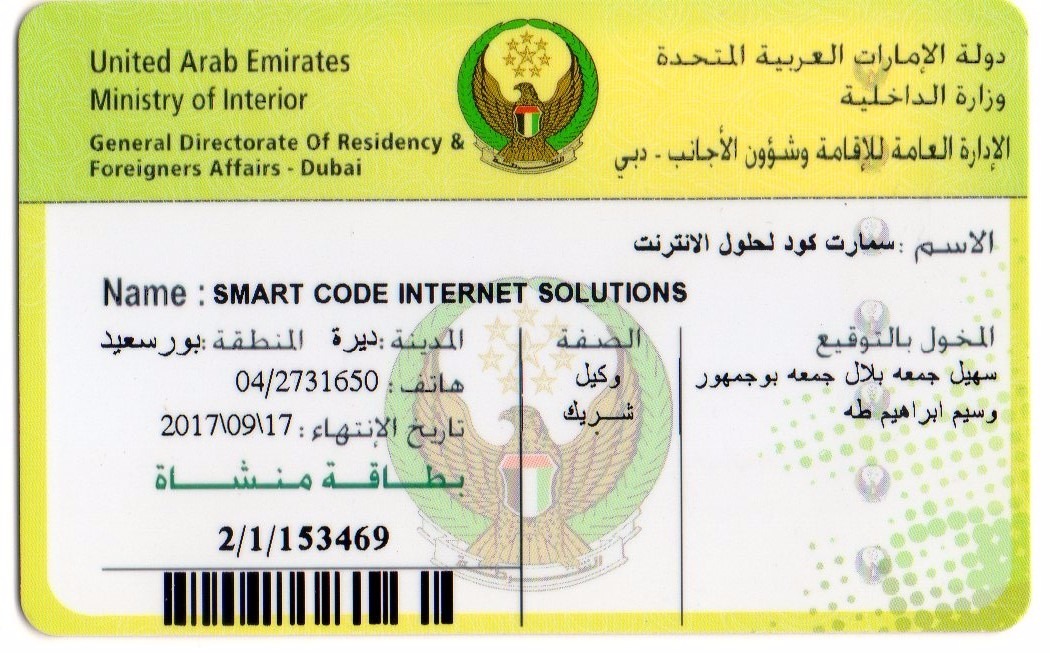 United Arab Emirates
Ministry of Interior
General Directorate Of Residency &
Foreigners Affairs - Dubai
دولة الإمارات العربية المتحدة
وزارة الداخلية
الإدارة العامة للإقامة وشؤون الأجانب - دبي
الاسم : سمارت كود لحلول الانترنت
Name : SMART CODE INTERNET SOLUTIONS
المخول بالتوقيع
سهيل جمعه بلال جمعه بوجمهور
وسيم ابراهيم طه
الصفة
وكيل
شريك
المدينة : ديرة المنطقة : بورسعيد
هاتف : 04/2731650
تاريخ الإنتهاء : 2017\09\17
بطاقة منشاة
2/1/153469
الشرطة